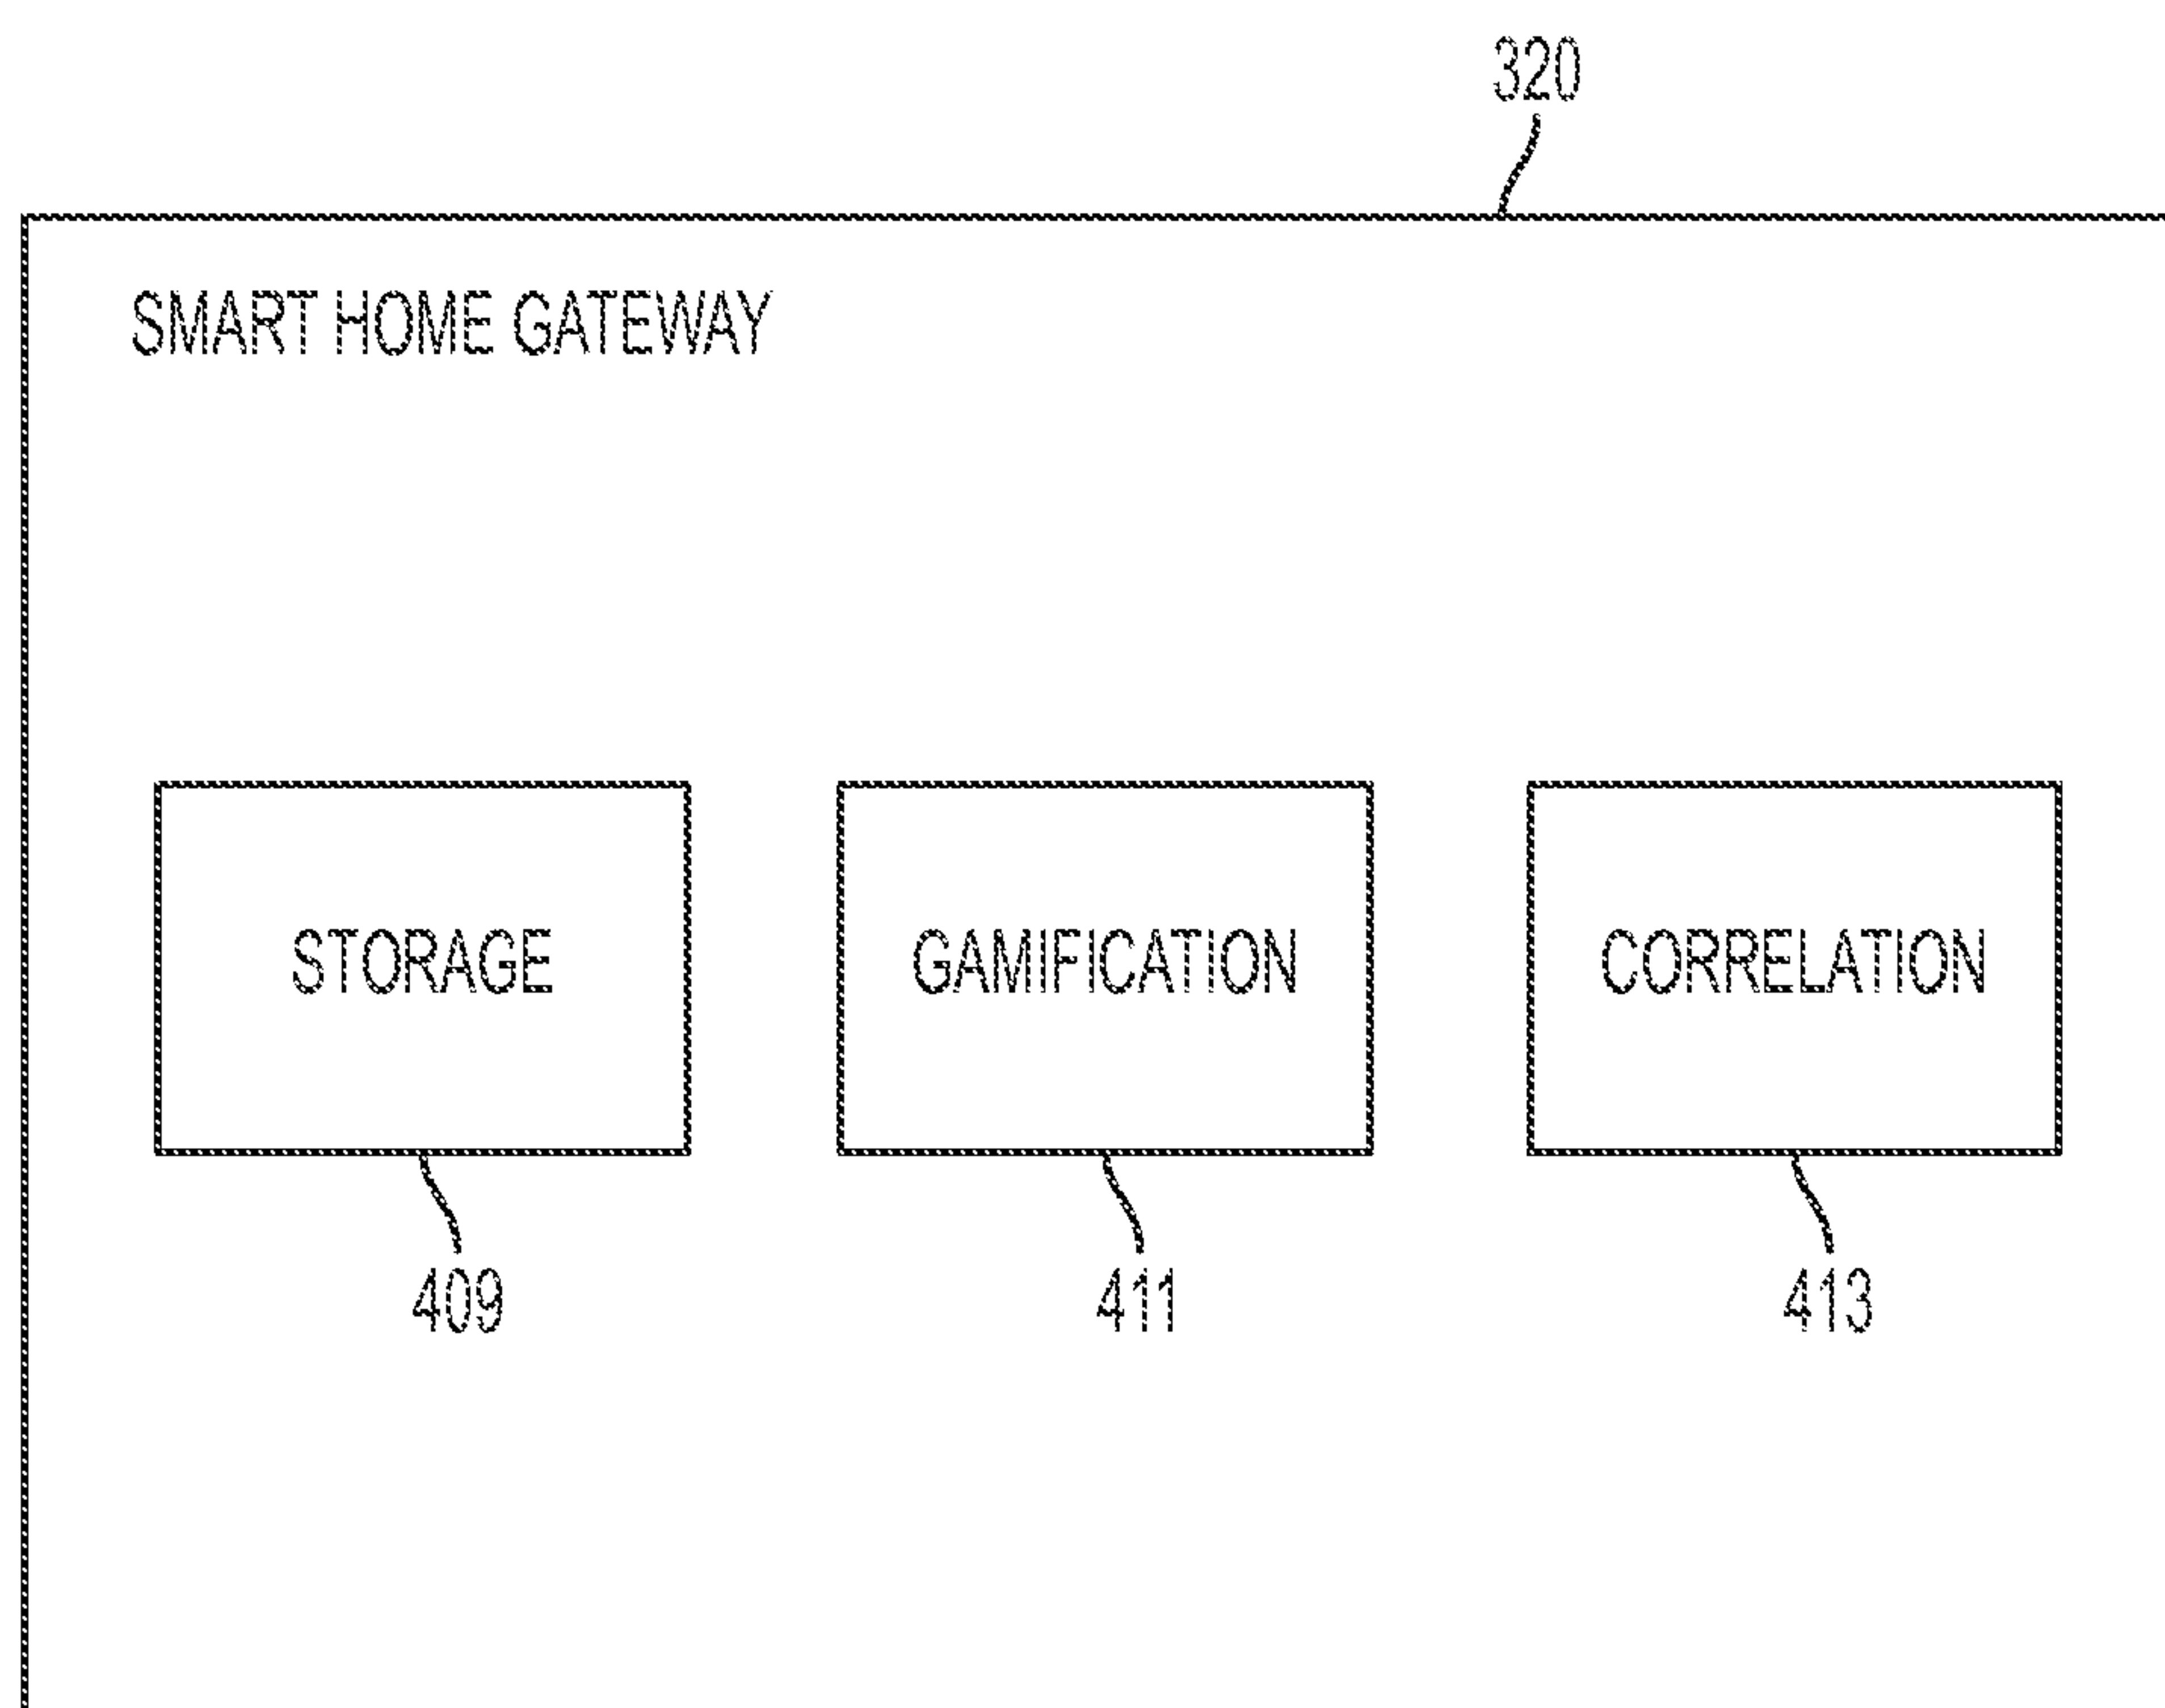 320
SMART HOME GATEWAY
STORAGE
GAMIFICATION
CORRELATION
409
411
413